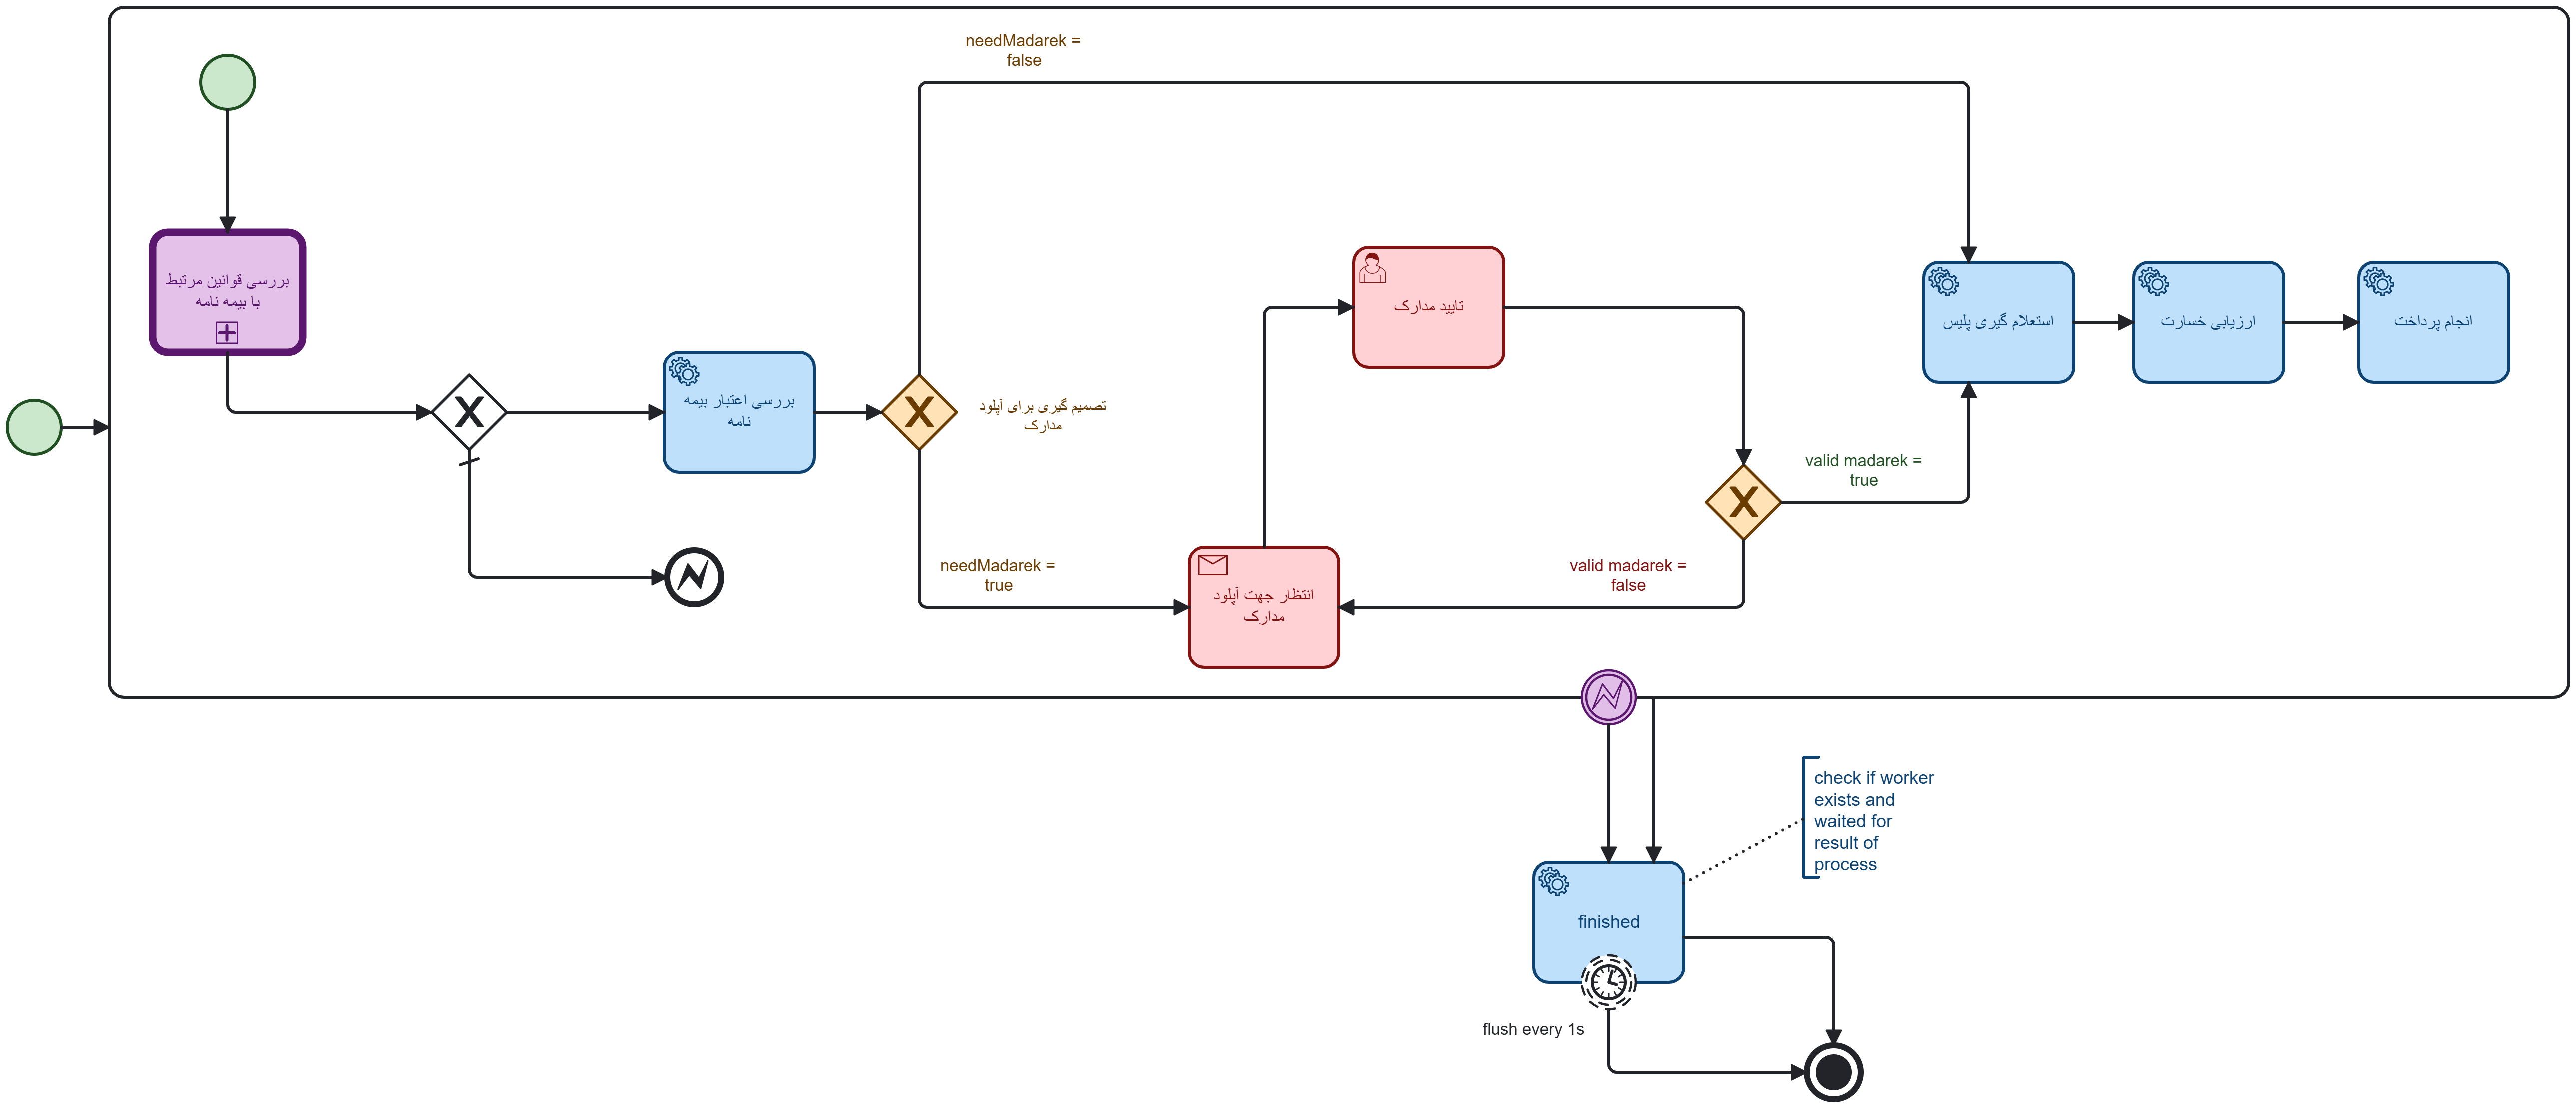 needMadarek =
false
بررسی قوانین مرتبط
با بیمه نامه
بررسی اعتبار بیمه
نامه
تصمیم گیری برای آپلود
مدارک
needMadarek =
true
انتظار جهت آپلود
مدارک
تایید مدارک
valid madarek =
false
valid madarek =
true
استعلام گیری پلیس
ارزیابی خسارت
انجام پرداخت
check if worker
exists and
waited for
result of
process
finished
flush every 1s